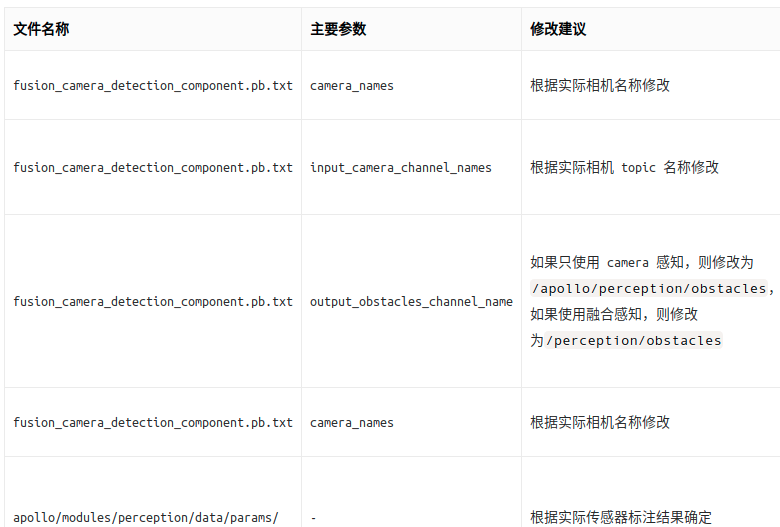 文件名称 主要参数 修改建议
fusion_camera_detection_component.pb.txt camera_names 根据实际相机名称修改
fusion_camera_detection_component.pb.txt input_camera_channel_names 根据实际相机 topic 名称修改
fusion_camera_detection_component.pb.txt output_obstacles_channel_name 如果只使用 camera 感知，则修改为
/apollo/perception/obstacles，
如果使用融合感知，则修改
为/perception/obstacles
fusion_camera_detection_component.pb.txt camera_names 根据实际相机名称修改
apollo/modules/perception/data/params/ - 根据实际传感器标注结果确定